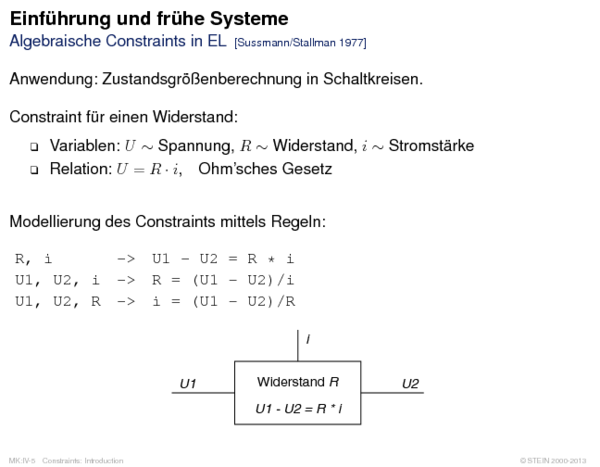 Einführung und frühe Systeme
Algebraische Constraints in EL [Sussmann/Stallman 1977]
Anwendung: Zustandsgrößenberechnung in Schaltkreisen.
Constraint für einen Widerstand:
❑ Variablen: U ∼ Spannung, R ∼ Widerstand, i ∼ Stromstärke
❑ Relation: U = R · i, Ohm'sches Gesetz
Modellierung des Constraints mittels Regeln:
R, i -> U1 - U2 = R * i
U1, U2, i -> R = (U1 - U2)/i
U1, U2, R -> i = (U1 - U2)/R
i
U1 Widerstand R U2
U1 - U2 = R * i
MK:IV-5 Constraints: Introduction © STEIN 2000-2013